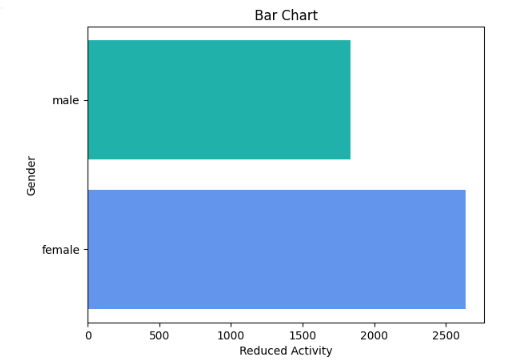 Bar Chart
male
Gender
female
0 500 1000 1500 2000 2500
Reduced Activity